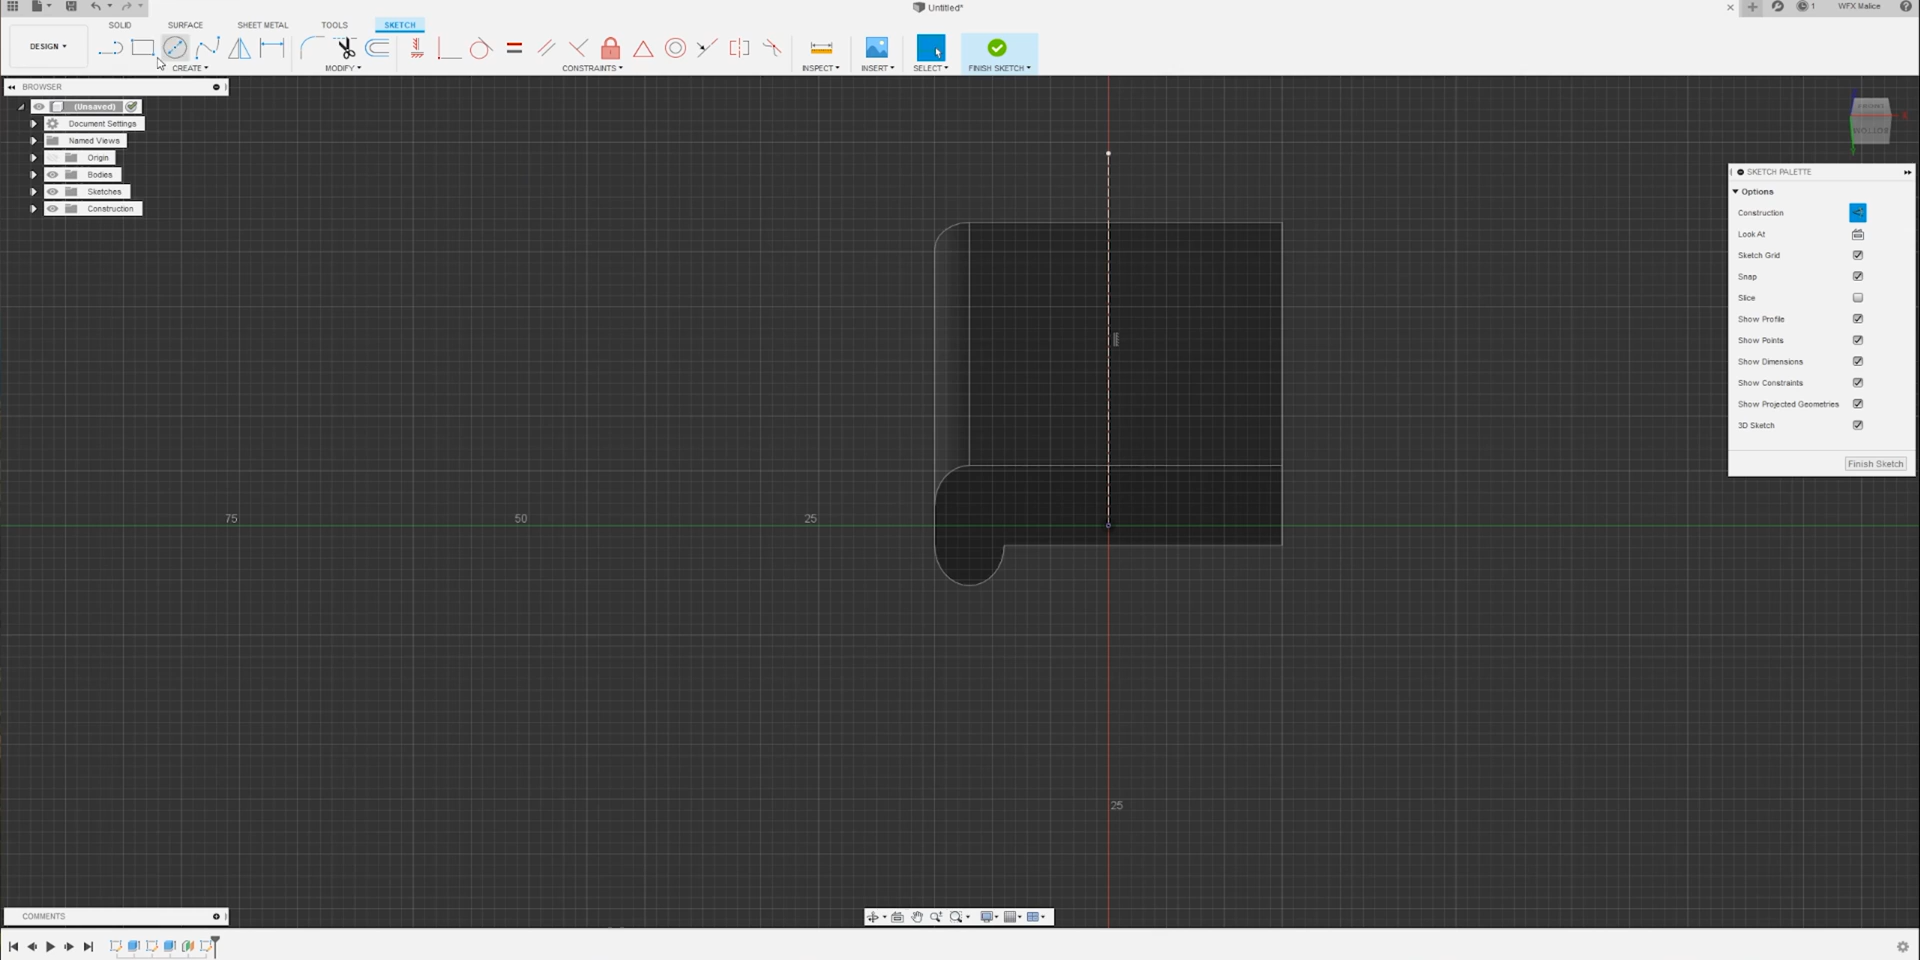 Untitled*
1
WFX Malice
SOLID
SURFACE
SHEET METAL
TOOLS
SKETCH
DESIGN
CREATE
MODIFY
CONSTRAINTS
INSPECT
INSERT
SELECT
FINISH SKETCH
BROWSER
(Unsaved)
Document Settings
Named Views
Origin
Bodies
Sketches
Construction
FRONT
BOTTOM
X
SKETCH PALETTE
Options
Construction
Look At
Sketch Grid
Snap
Slice
Show Profile
Show Points
Show Dimensions
Show Constraints
Show Projected Geometries
3D Sketch
Finish Sketch
75
50
25
25
COMMENTS